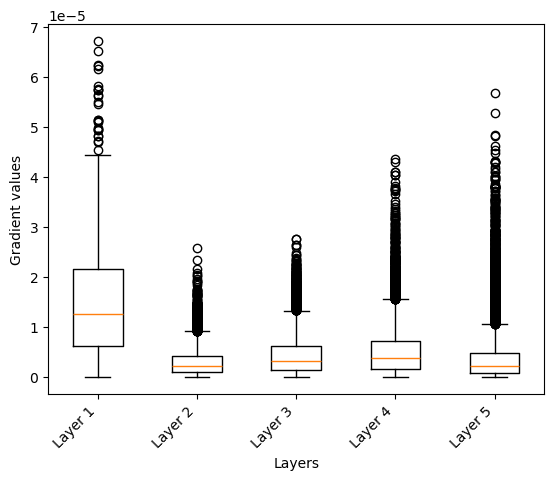 1e−5
7
6
5
4
3
2
1
0
Gradient values
Layer 1
Layer 2
Layer 3
Layer 4
Layer 5
Layers